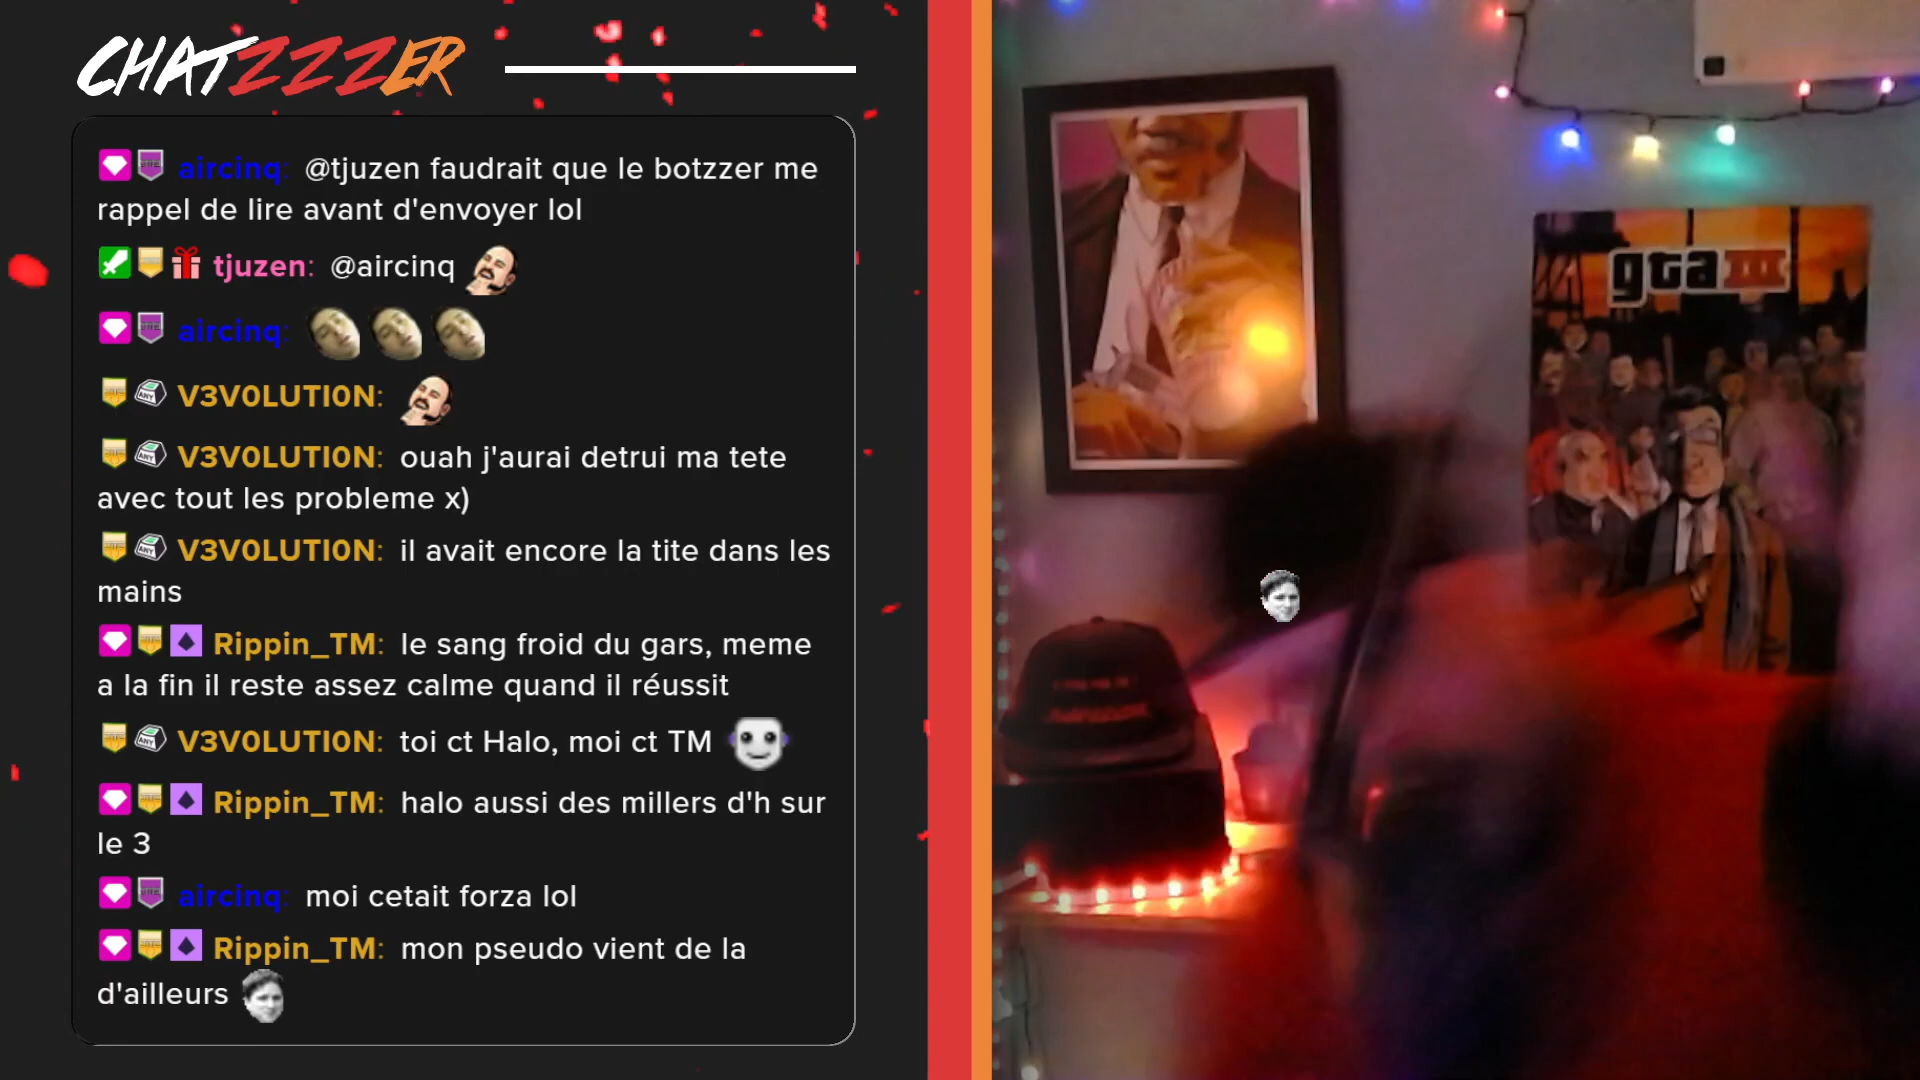 CHATZZZER
aircinq: @tjuzen faudrait que le botzzer me
rappel de lire avant d'envoyer lol
tjuzen: @aircinq
aircinq:
V3V0LUTI0N:
V3V0LUTI0N: ouah j'aurai detrui ma tete
avec tout les probleme x)
V3V0LUTI0N: il avait encore la tite dans les
mains
Rippin_TM: le sang froid du gars, meme
a la fin il reste assez calme quand il réussit
V3V0LUTI0N: toi ct Halo, moi ct TM
Rippin_TM: halo aussi des millers d'h sur
le 3
aircinq: moi cetait forza lol
Rippin_TM: mon pseudo vient de la
d'ailleurs
gta III